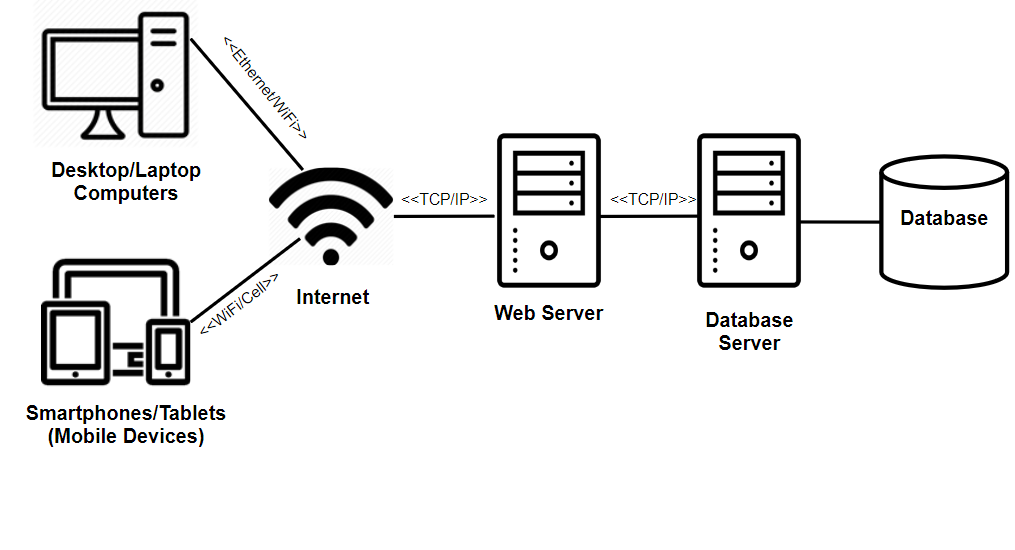 <<Ethernet/WiFi>>
Desktop/Laptop
Computers
<<TCP/IP>>
<<TCP/IP>>
Database
<<WiFi/Cell>>
Internet
Web Server
Database
Server
Smartphones/Tablets
(Mobile Devices)